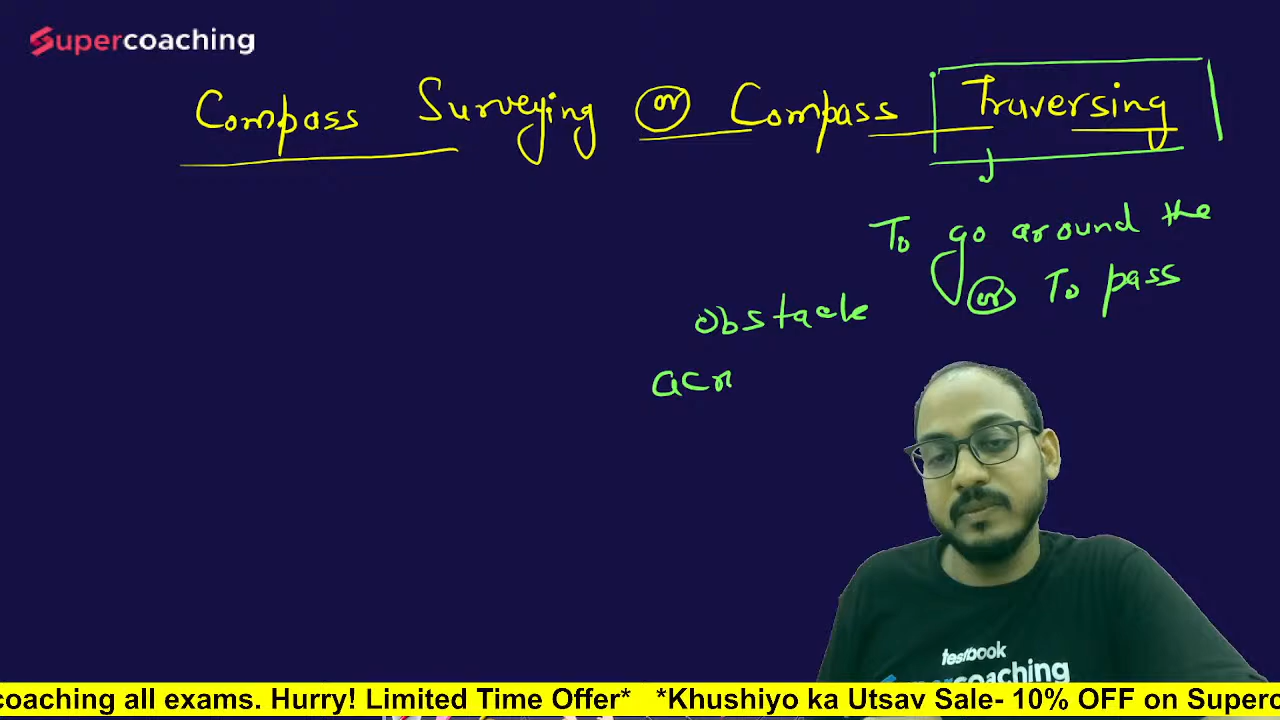 Supercoaching
Compass Surveying or Compass Traversing
To go around the
obstacle or To pass
acr
testbook
supercoaching
coaching all exams. Hurry! Limited Time Offer* *Khushiyo ka Utsav Sale- 10% OFF on Superc